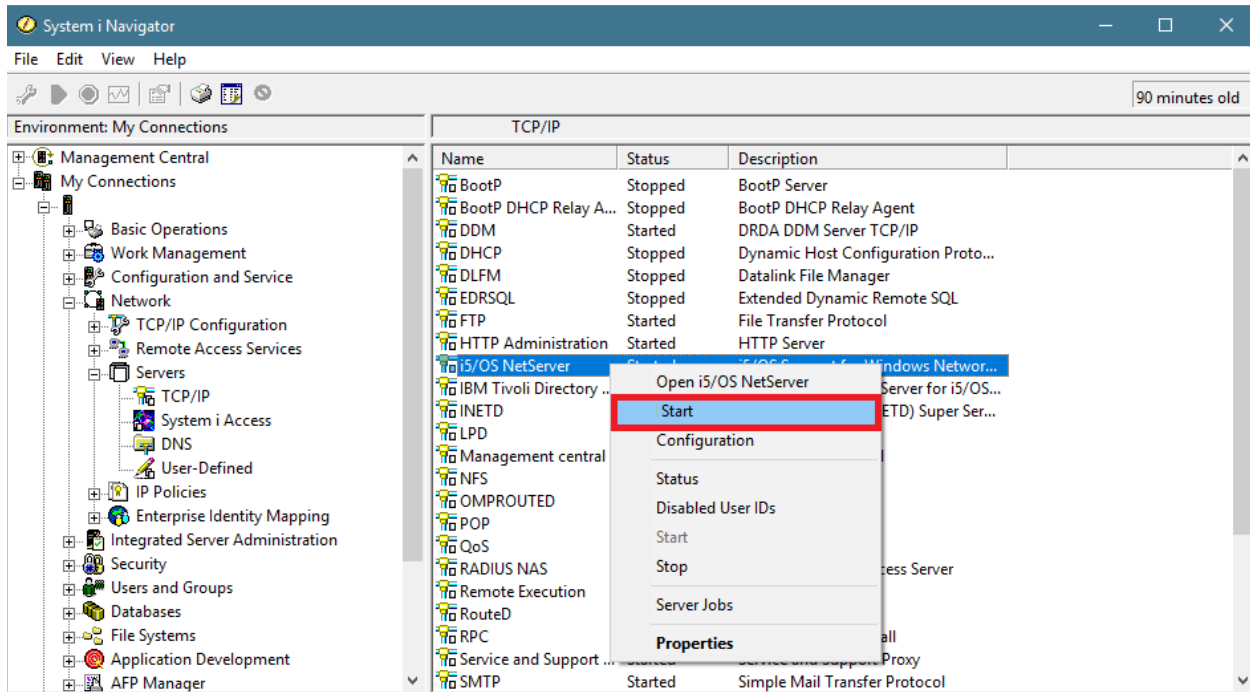 System i Navigator
File Edit View Help
90 minutes old
Environment: My Connections
TCP/IP
Management Central
My Connections
Basic Operations
Work Management
Configuration and Service
Network
TCP/IP Configuration
Remote Access Services
Servers
TCP/IP
System i Access
DNS
User-Defined
IP Policies
Enterprise Identity Mapping
Integrated Server Administration
Security
Users and Groups
Databases
File Systems
Application Development
AFP Manager
Name Status Description
BootP Stopped BootP Server
BootP DHCP Relay A... Stopped BootP DHCP Relay Agent
DDM Started DRDA DDM Server TCP/IP
DHCP Stopped Dynamic Host Configuration Proto...
DLFM Stopped Datalink File Manager
EDRSQL Stopped Extended Dynamic Remote SQL
FTP Started File Transfer Protocol
HTTP Administration Started HTTP Server
i5/OS NetServer Windows Networ...
IBM Tivoli Directory ... Server for i5/OS...
INETD ETD) Super Ser...
LPD
Management central
NFS
OMPROUTED
POP
QoS
RADIUS NAS cess Server
Remote Execution
RouteD
RPC all
Service and Support ... Started Service and Support Proxy
SMTP Started Simple Mail Transfer Protocol
Open i5/OS NetServer
Start
Configuration
Status
Disabled User IDs
Start
Stop
Server Jobs
Properties